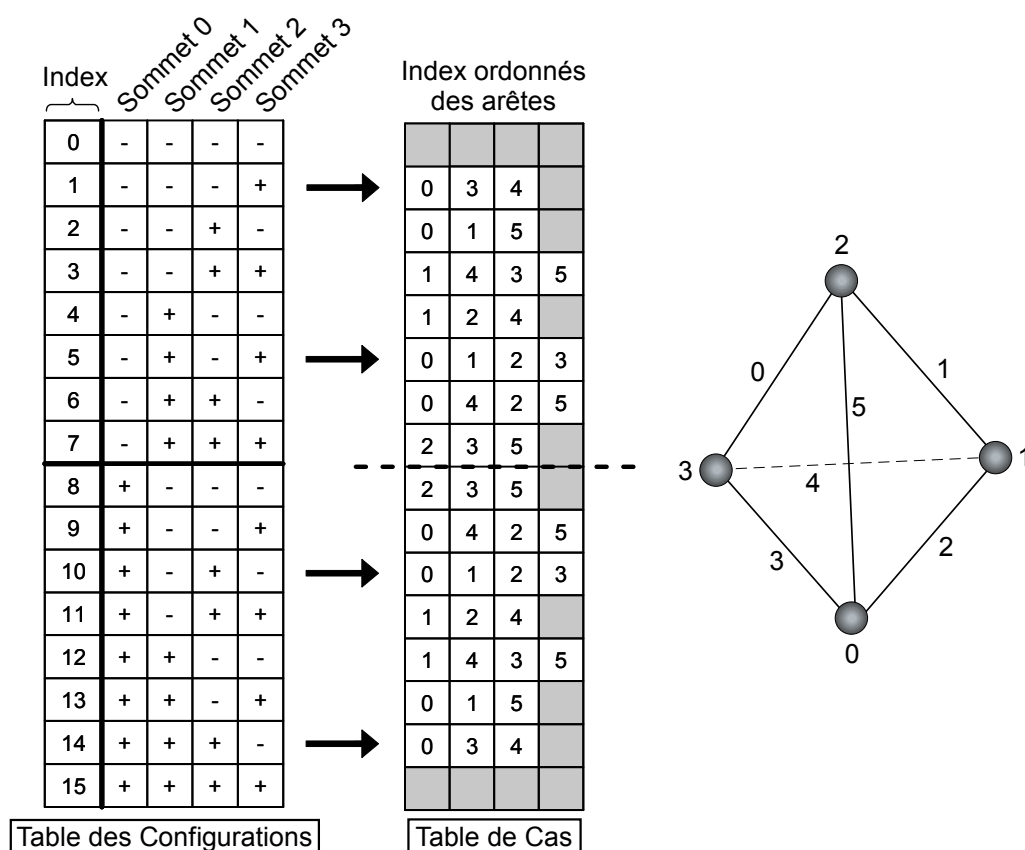 Index
Sommet 0
Sommet 1
Sommet 2
Sommet 3
0 - - - -
1 - - - +
2 - - + -
3 - - + +
4 - + - -
5 - + - +
6 - + + -
7 - + + +
8 + - - -
9 + - - +
10 + - + -
11 + - + +
12 + + - -
13 + + - +
14 + + + -
15 + + + +
Table des Configurations
Index ordonnés
des arêtes
0 3 4
0 1 5
1 4 3 5
1 2 4
0 1 2 3
0 4 2 5
2 3 5
2 3 5
0 4 2 5
0 1 2 3
1 2 4
1 4 3 5
0 1 5
0 3 4
Table de Cas
2
0
1
5
3
4
1
3
2
0